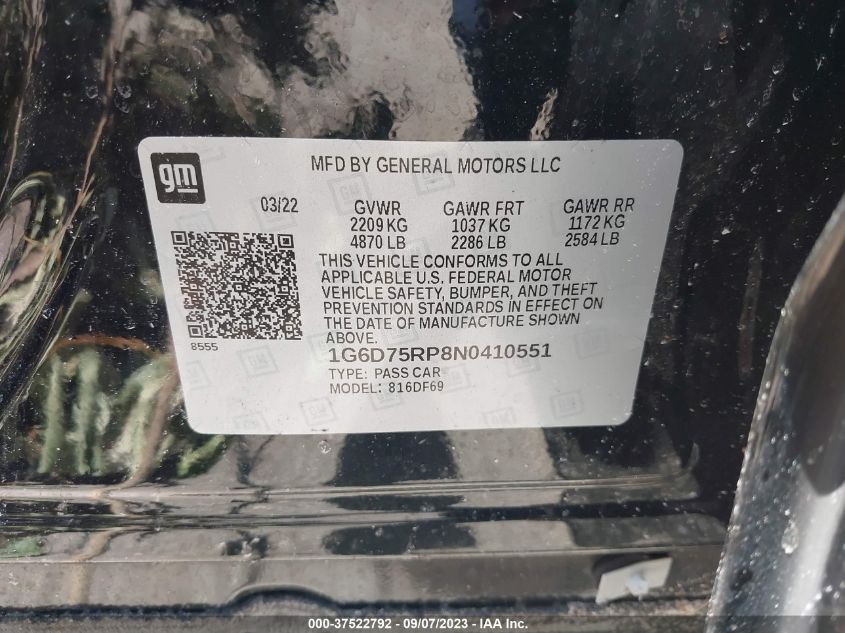 gm
MFD BY GENERAL MOTORS LLC
03/22 GVWR GAWR FRT GAWR RR
2209 KG 1037 KG 1172 KG
4870 LB 2286 LB 2584 LB
THIS VEHICLE CONFORMS TO ALL
APPLICABLE U.S. FEDERAL MOTOR
VEHICLE SAFETY, BUMPER, AND THEFT
PREVENTION STANDARDS IN EFFECT ON
THE DATE OF MANUFACTURE SHOWN
ABOVE.
8555
1G6D75RP8N0410551
TYPE: PASS CAR
MODEL: 816DF69
000-37522792 - 09/07/2023 - IAAI.com